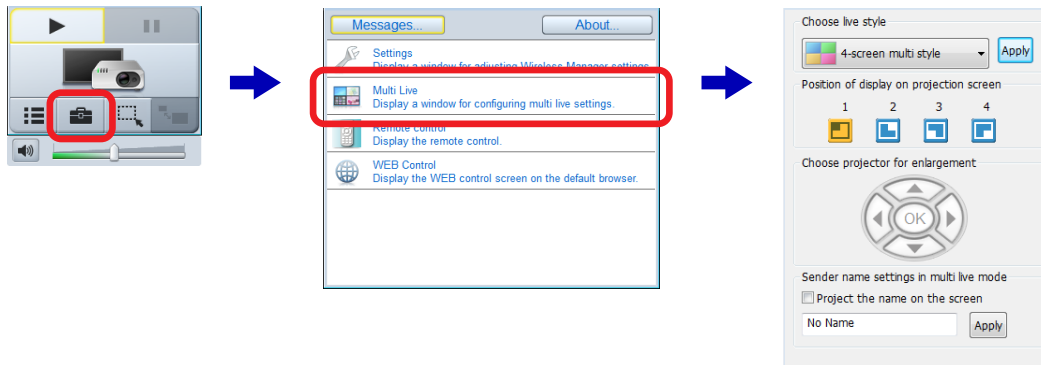 Messages...
About...
Settings
Display a window for adjusting Wireless Manager settings
Multi Live
Display a window for configuring multi live settings.
Remote control
Display the remote control.
WEB Control
Display the WEB control screen on the default browser.
Choose live style
4-screen multi style
Apply
Position of display on projection screen
1 2 3 4
Choose projector for enlargement
OK
Sender name settings in multi live mode
Project the name on the screen
No Name
Apply